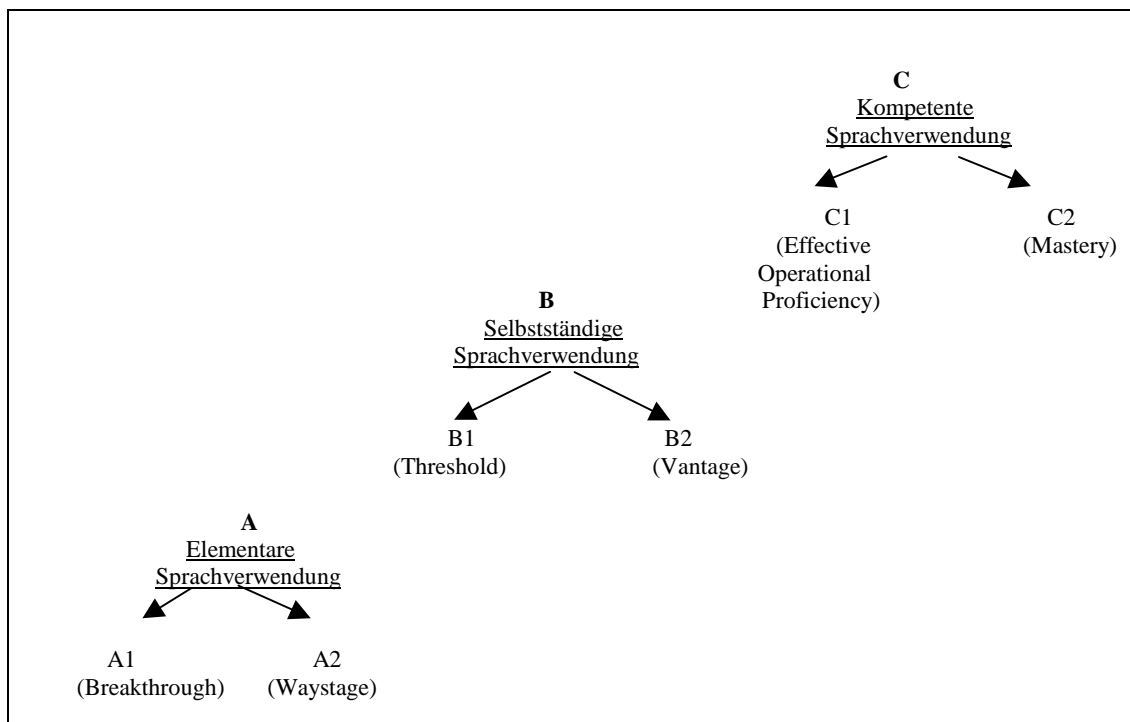 C
Kompetente
Sprachverwendung
C1
(Effective
Operational
Proficiency)
C2
(Mastery)
B
Selbstständige
Sprachverwendung
B1
(Threshold)
B2
(Vantage)
A
Elementare
Sprachverwendung
A1
(Breakthrough)
A2
(Waystage)